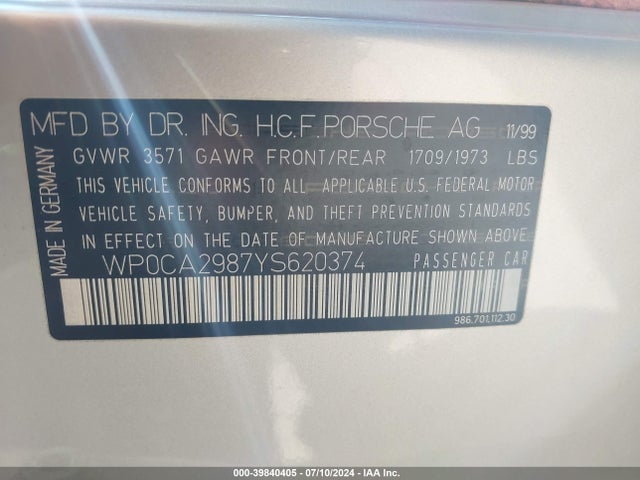 MFD BY DR. ING. H.C.F. PORSCHE AG 11/99
GVWR 3571 GAWR FRONT/REAR 1709/1973 LBS
THIS VEHICLE CONFORMS TO ALL APPLICABLE U.S. FEDERAL MOTOR
VEHICLE SAFETY, BUMPER, AND THEFT PREVENTION STANDARDS
IN EFFECT ON THE DATE OF MANUFACTURE SHOWN ABOVE.
WP0CA2987YS620374 PASSENGER CAR
MADE IN GERMANY
986.701.112.30
000-39840405 - 07/10/2024 - IAAI.com